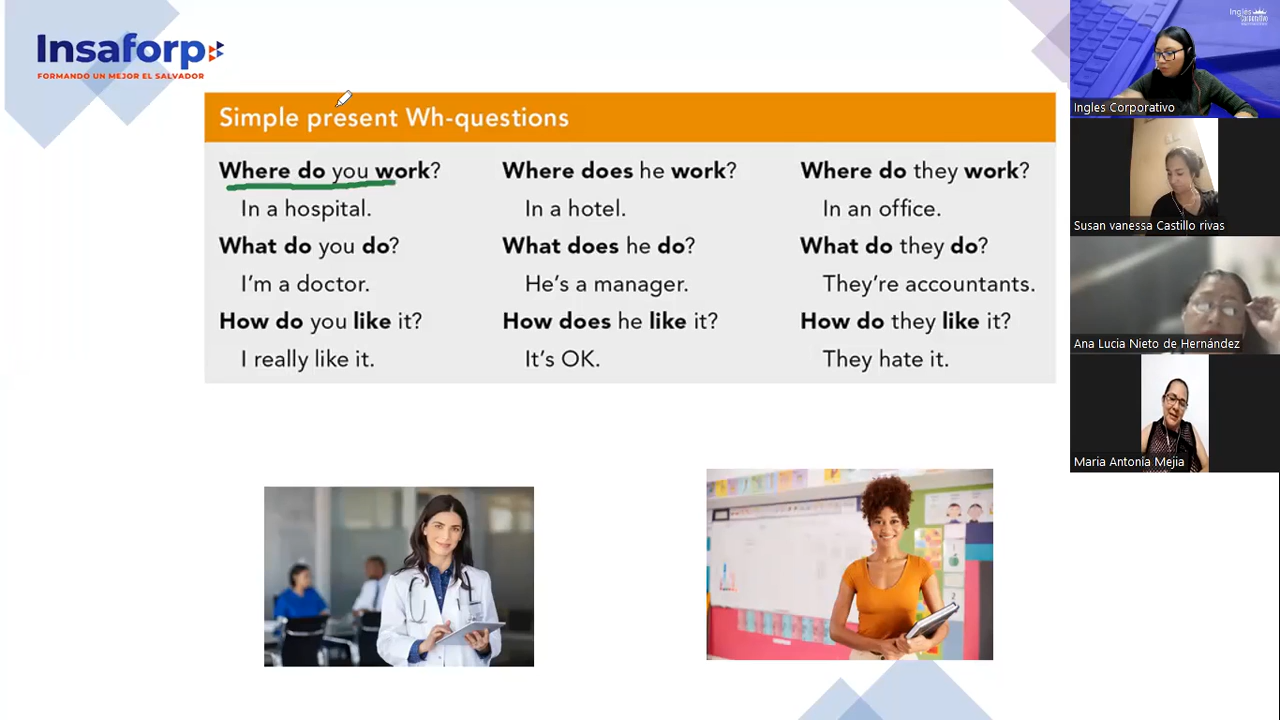 Insaforp
FORMANDO UN MEJOR EL SALVADOR
Simple present Wh-questions
Where do you work?
In a hospital.
What do you do?
I'm a doctor.
How do you like it?
I really like it.
Where does he work?
In a hotel.
What does he do?
He's a manager.
How does he like it?
It's OK.
Where do they work?
In an office.
What do they do?
They're accountants.
How do they like it?
They hate it.
Inglés
Ingles Corporativo
Susan vanessa Castillo rivas
Ana Lucia Nieto de Hernández
Maria Antonia Mejia